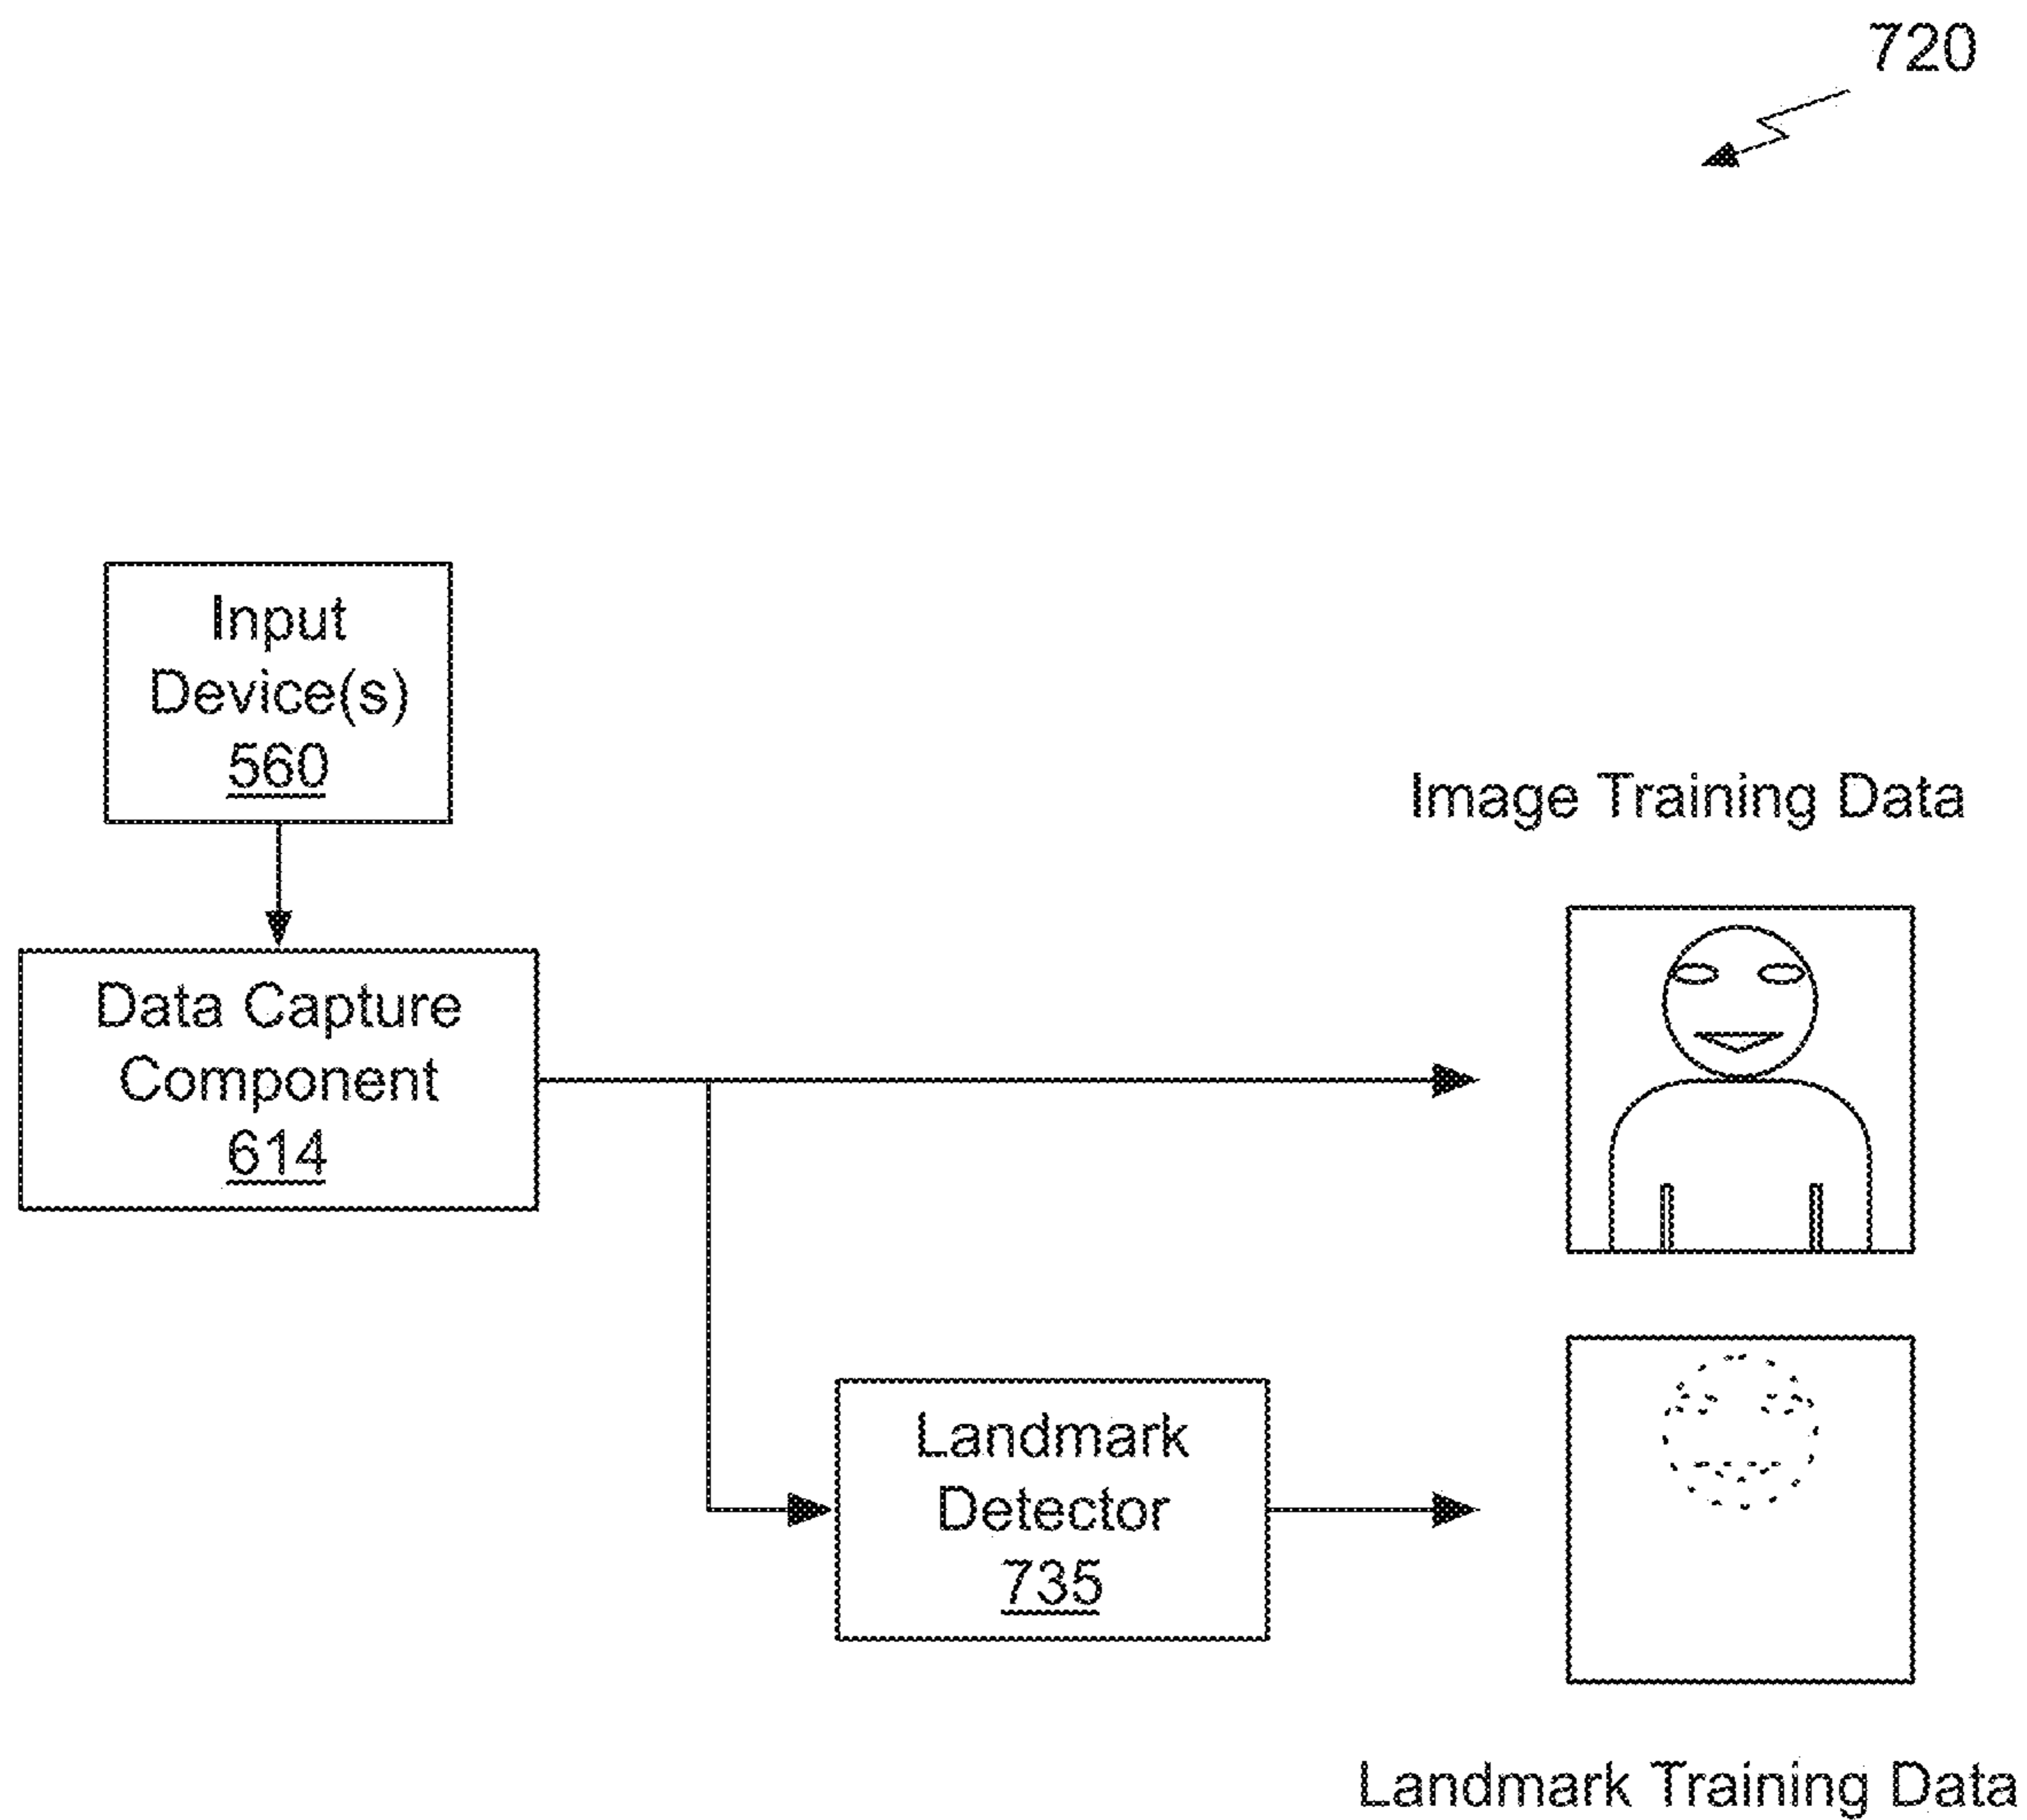 720
Input
Device(s)
560
Data Capture
Component
614
Image Training Data
Landmark
Detector
735
Landmark Training Data